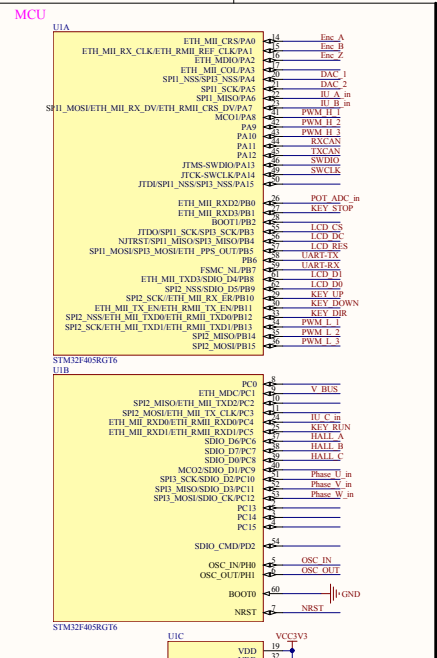 MCU
U1A
ETH_MII_CRS/PA0 14 Enc_A
ETH_MII_RX_CLK/ETH_RMII_REF_CLK/PA1 15 Enc_B
ETH_MDIO/PA2 16 Enc_Z
ETH_MII_COL/PA3 17
SPI1_NSS/SPI3_NSS/PA4 20 DAC_1
SPI1_SCK/PA5 21 DAC_2
SPI1_MISO/PA6 22 IU_A_in
SPI1_MOSI/ETH_MII_RX_DV/ETH_RMII_CRS_DV/PA7 23 IU_B_in
MCO1/PA8 41 PWM_H_1
PA9 42 PWM_H_2
PA10 43 PWM_H_3
PA11 44 RXCAN
PA12 45 TXCAN
JTMS-SWDIO/PA13 46 SWDIO
JTCK-SWCLK/PA14 49 SWCLK
JTDI/SPI1_NSS/SPI3_NSS/PA15 50
ETH_MII_RXD2/PB0 26 POT_ADC_in
ETH_MII_RXD3/PB1 27 KEY_STOP
BOOT1/PB2 28
JTDO/SPI1_SCK/SPI3_SCK/PB3 55 LCD_CS
NJTRST/SPI1_MISO/SPI3_MISO/PB4 56 LCD_DC
SPI1_MOSI/SPI3_MOSI/ETH_PPS_OUT/PB5 57 LCD_RES
PB6 58 UART-TX
FSMC_NL/PB7 59 UART-RX
ETH_MII_TXD3/SDIO_D4/PB8 61 LCD_D1
SPI2_NSS/SDIO_D5/PB9 62 LCD_D0
SPI2_SCK//ETH_MII_RX_ER/PB10 29 KEY_UP
ETH_MII_TX_EN/ETH_RMII_TX_EN/PB11 30 KEY_DOWN
SPI2_NSS/ETH_MII_TXD0/ETH_RMII_TXD0/PB12 33 KEY_DIR
SPI2_SCK/ETH_MII_TXD1/ETH_RMII_TXD1/PB13 34 PWM_L_1
SPI2_MISO/PB14 35 PWM_L_2
SPI2_MOSI/PB15 36 PWM_L_3
STM32F405RGT6
U1B
PC0 8
ETH_MDC/PC1 9 V_BUS
SPI2_MISO/ETH_MII_TXD2/PC2 10
SPI2_MOSI/ETH_MII_TX_CLK/PC3 11
ETH_MII_RXD0/ETH_RMII_RXD0/PC4 24 IU_C_in
ETH_MII_RXD1/ETH_RMII_RXD1/PC5 25 KEY_RUN
SDIO_D6/PC6 37 HALL_A
SDIO_D7/PC7 38 HALL_B
SDIO_D0/PC8 39 HALL_C
MCO2/SDIO_D1/PC9 40
SPI3_SCK/SDIO_D2/PC10 51 Phase_U_in
SPI3_MISO/SDIO_D3/PC11 52 Phase_V_in
SPI3_MOSI/SDIO_CK/PC12 53 Phase_W_in
PC13 2
PC14 3
PC15 4
SDIO_CMD/PD2 54
OSC_IN/PH0 5 OSC_IN
OSC_OUT/PH1 6 OSC_OUT
BOOT0 60 GND
NRST 7 NRST
STM32F405RGT6
U1C VCC3V3
VDD 19
32